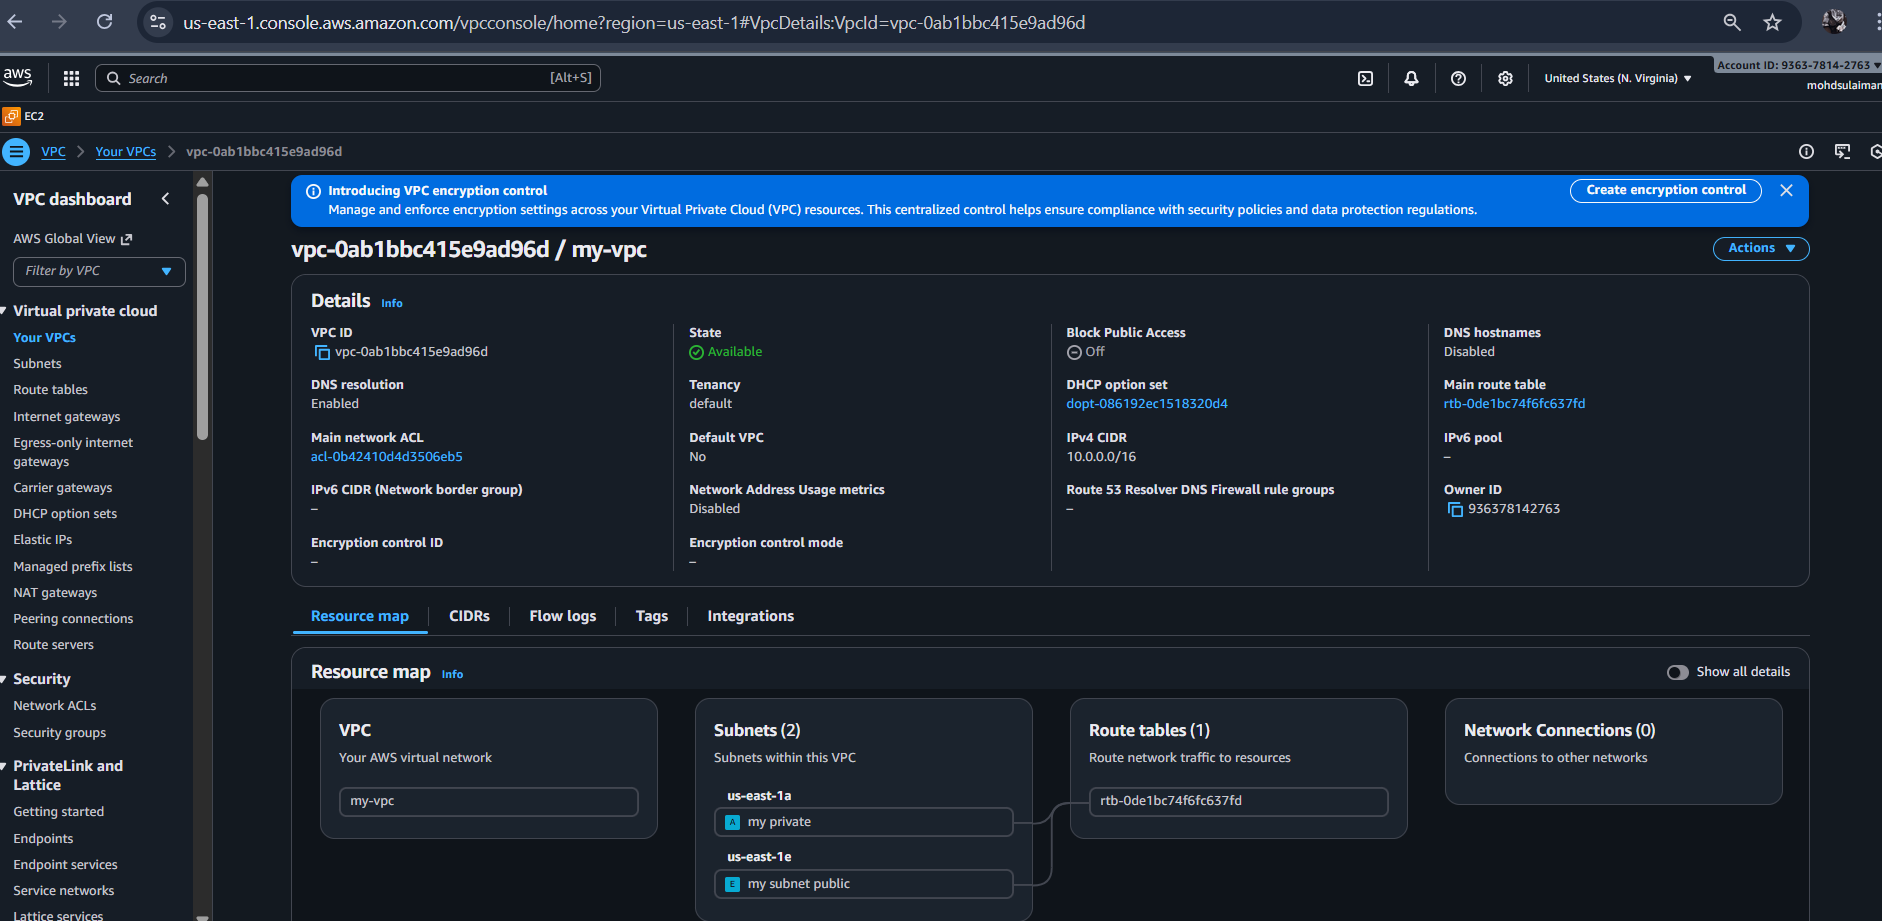 us-east-1.console.aws.amazon.com/vpcconsole/home?region=us-east-1#VpcDetails:VpcId=vpc-0ab1bbc415e9ad96d
aws
Search
[Alt+S]
United States (N. Virginia)
Account ID: 9363-7814-2763
mohdsulaiman
EC2
VPC
Your VPCs
vpc-0ab1bbc415e9ad96d
VPC dashboard
AWS Global View
Filter by VPC
Virtual private cloud
Your VPCs
Subnets
Route tables
Internet gateways
Egress-only internet
gateways
Carrier gateways
DHCP option sets
Elastic IPs
Managed prefix lists
NAT gateways
Peering connections
Route servers
Security
Network ACLs
Security groups
PrivateLink and
Lattice
Getting started
Endpoints
Endpoint services
Service networks
Lattice services
Introducing VPC encryption control
Manage and enforce encryption settings across your Virtual Private Cloud (VPC) resources. This centralized control helps ensure compliance with security policies and data protection regulations.
Create encryption control
vpc-0ab1bbc415e9ad96d / my-vpc
Actions
Details Info
VPC ID
vpc-0ab1bbc415e9ad96d
State
Available
Block Public Access
Off
DNS hostnames
Disabled
DNS resolution
Enabled
Tenancy
default
DHCP option set
dopt-086192ec1518320d4
Main route table
rtb-0de1bc74f6fc637fd
Main network ACL
acl-0b42410d4d3506eb5
Default VPC
No
IPv4 CIDR
10.0.0.0/16
IPv6 pool
–
IPv6 CIDR (Network border group)
–
Network Address Usage metrics
Disabled
Route 53 Resolver DNS Firewall rule groups
–
Owner ID
936378142763
Encryption control ID
–
Encryption control mode
–
Resource map
CIDRs
Flow logs
Tags
Integrations
Resource map Info
Show all details
VPC
Your AWS virtual network
my-vpc
Subnets (2)
Subnets within this VPC
us-east-1a
A my private
us-east-1e
E my subnet public
Route tables (1)
Route network traffic to resources
rtb-0de1bc74f6fc637fd
Network Connections (0)
Connections to other networks